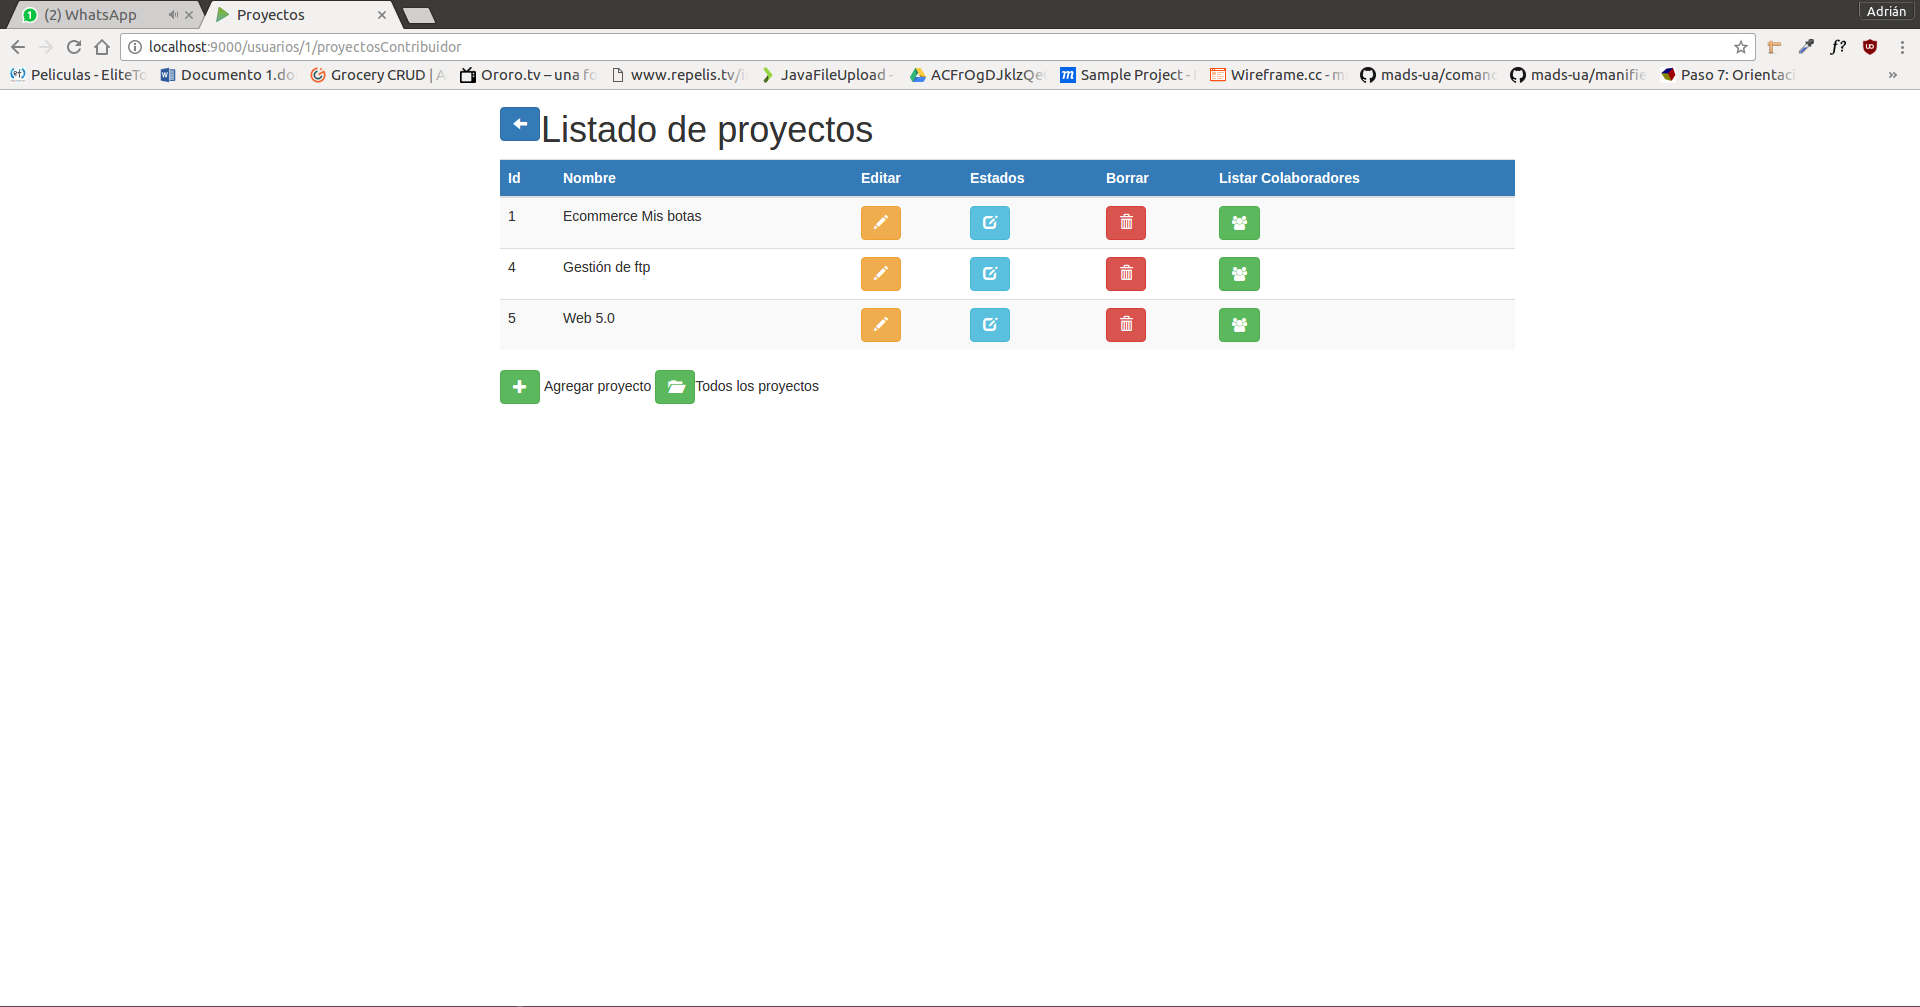 (2) WhatsApp
Proyectos
Adrián
localhost:9000/usuarios/1/proyectosContribuidor
f?
Peliculas - EliteTo
Documento 1.do
Grocery CRUD | A
Ororo.tv – una fo
www.repelis.tv/
JavaFileUpload -
ACFrOgDJklzQe
Sample Project -
Wireframe.cc - m
mads-ua/coman
mads-ua/manifie
Paso 7: Orientaci
»
Listado de proyectos
Id Nombre Editar Estados Borrar Listar Colaboradores
1 Ecommerce Mis botas
4 Gestión de ftp
5 Web 5.0
Agregar proyecto Todos los proyectos